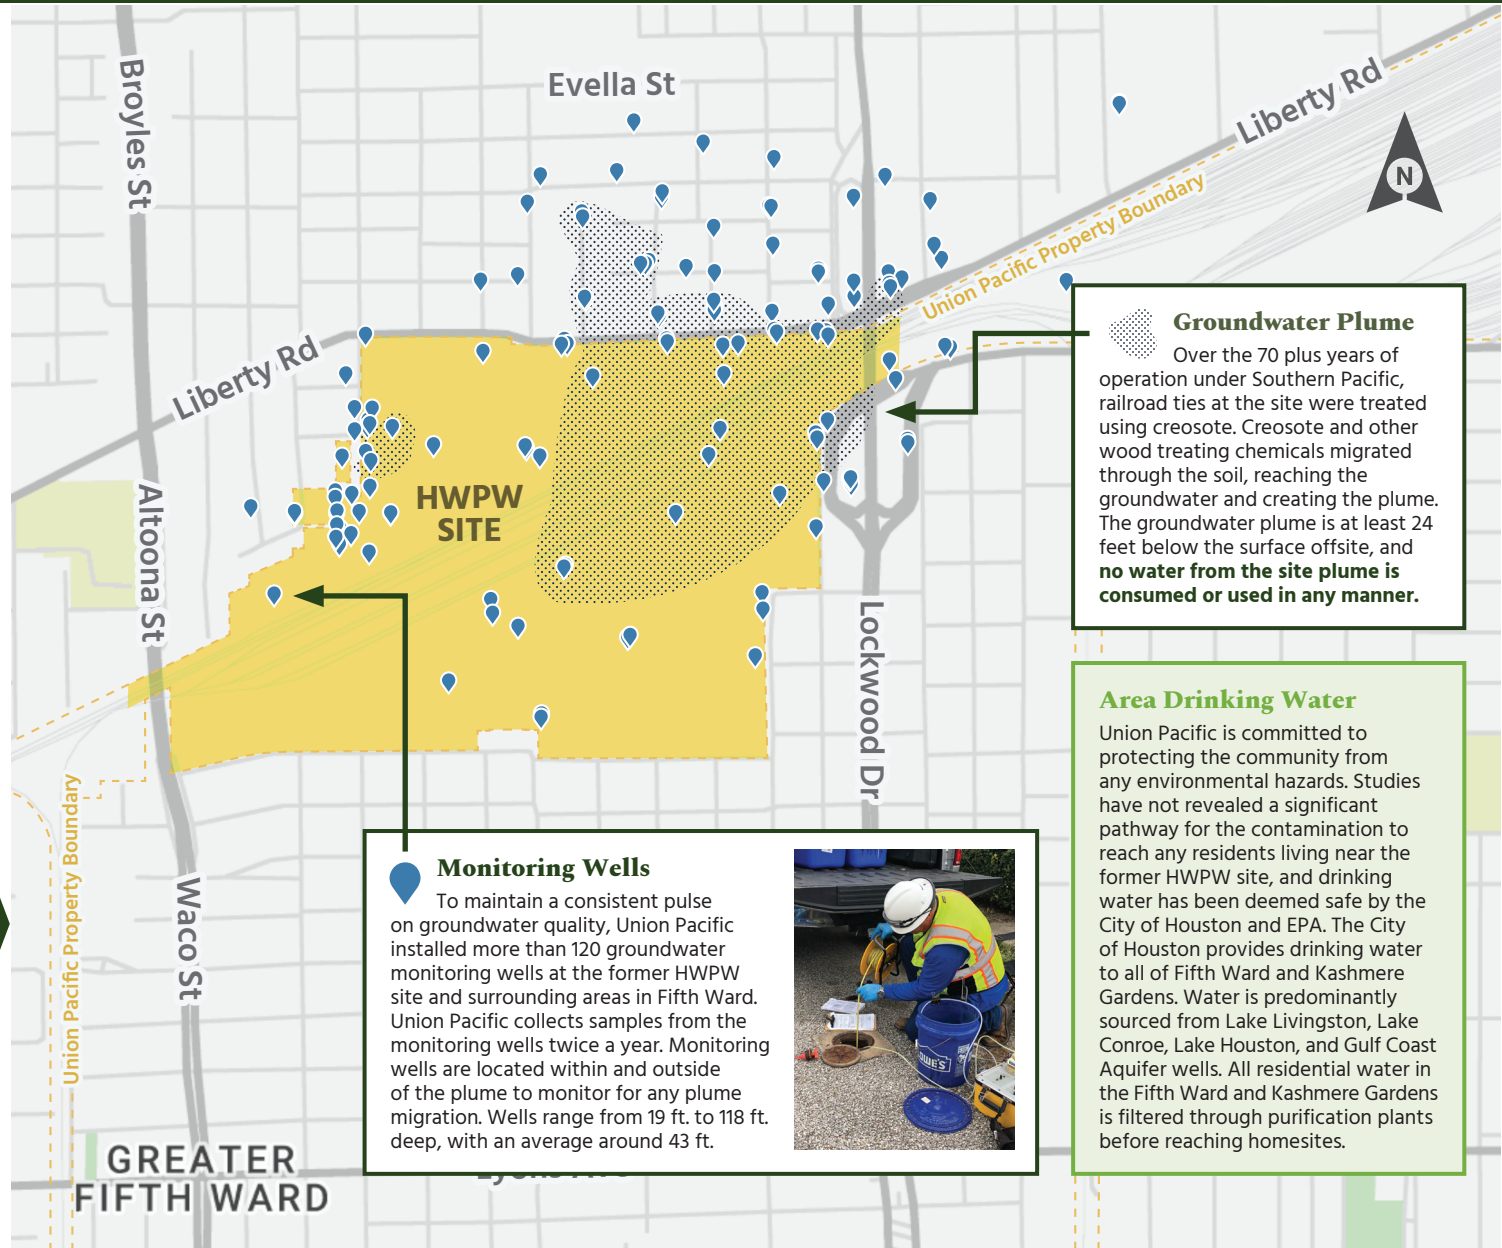 Evella St
Broyles St
Liberty Rd
N
Union Pacific Property Boundary
Liberty Rd
HWPW
SITE
Altoona St
Lockwood Dr
Groundwater Plume
Over the 70 plus years of
operation under Southern Pacific,
railroad ties at the site were treated
using creosote. Creosote and other
wood treating chemicals migrated
through the soil, reaching the
groundwater and creating the plume.
The groundwater plume is at least 24
feet below the surface offsite, and
no water from the site plume is
consumed or used in any manner.
Area Drinking Water
Union Pacific is committed to
protecting the community from
any environmental hazards. Studies
have not revealed a significant
pathway for the contamination to
reach any residents living near the
former HWPW site, and drinking
water has been deemed safe by the
City of Houston and EPA. The City
of Houston provides drinking water
to all of Fifth Ward and Kashmere
Gardens. Water is predominantly
sourced from Lake Livingston, Lake
Conroe, Lake Houston, and Gulf Coast
Aquifer wells. All residential water in
the Fifth Ward and Kashmere Gardens
is filtered through purification plants
before reaching homesites.
Union Pacific Property Boundary
Waco St
Monitoring Wells
To maintain a consistent pulse
on groundwater quality, Union Pacific
installed more than 120 groundwater
monitoring wells at the former HWPW
site and surrounding areas in Fifth Ward.
Union Pacific collects samples from the
monitoring wells twice a year. Monitoring
wells are located within and outside
of the plume to monitor for any plume
migration. Wells range from 19 ft. to 118 ft.
deep, with an average around 43 ft.
GREATER
FIFTH WARD